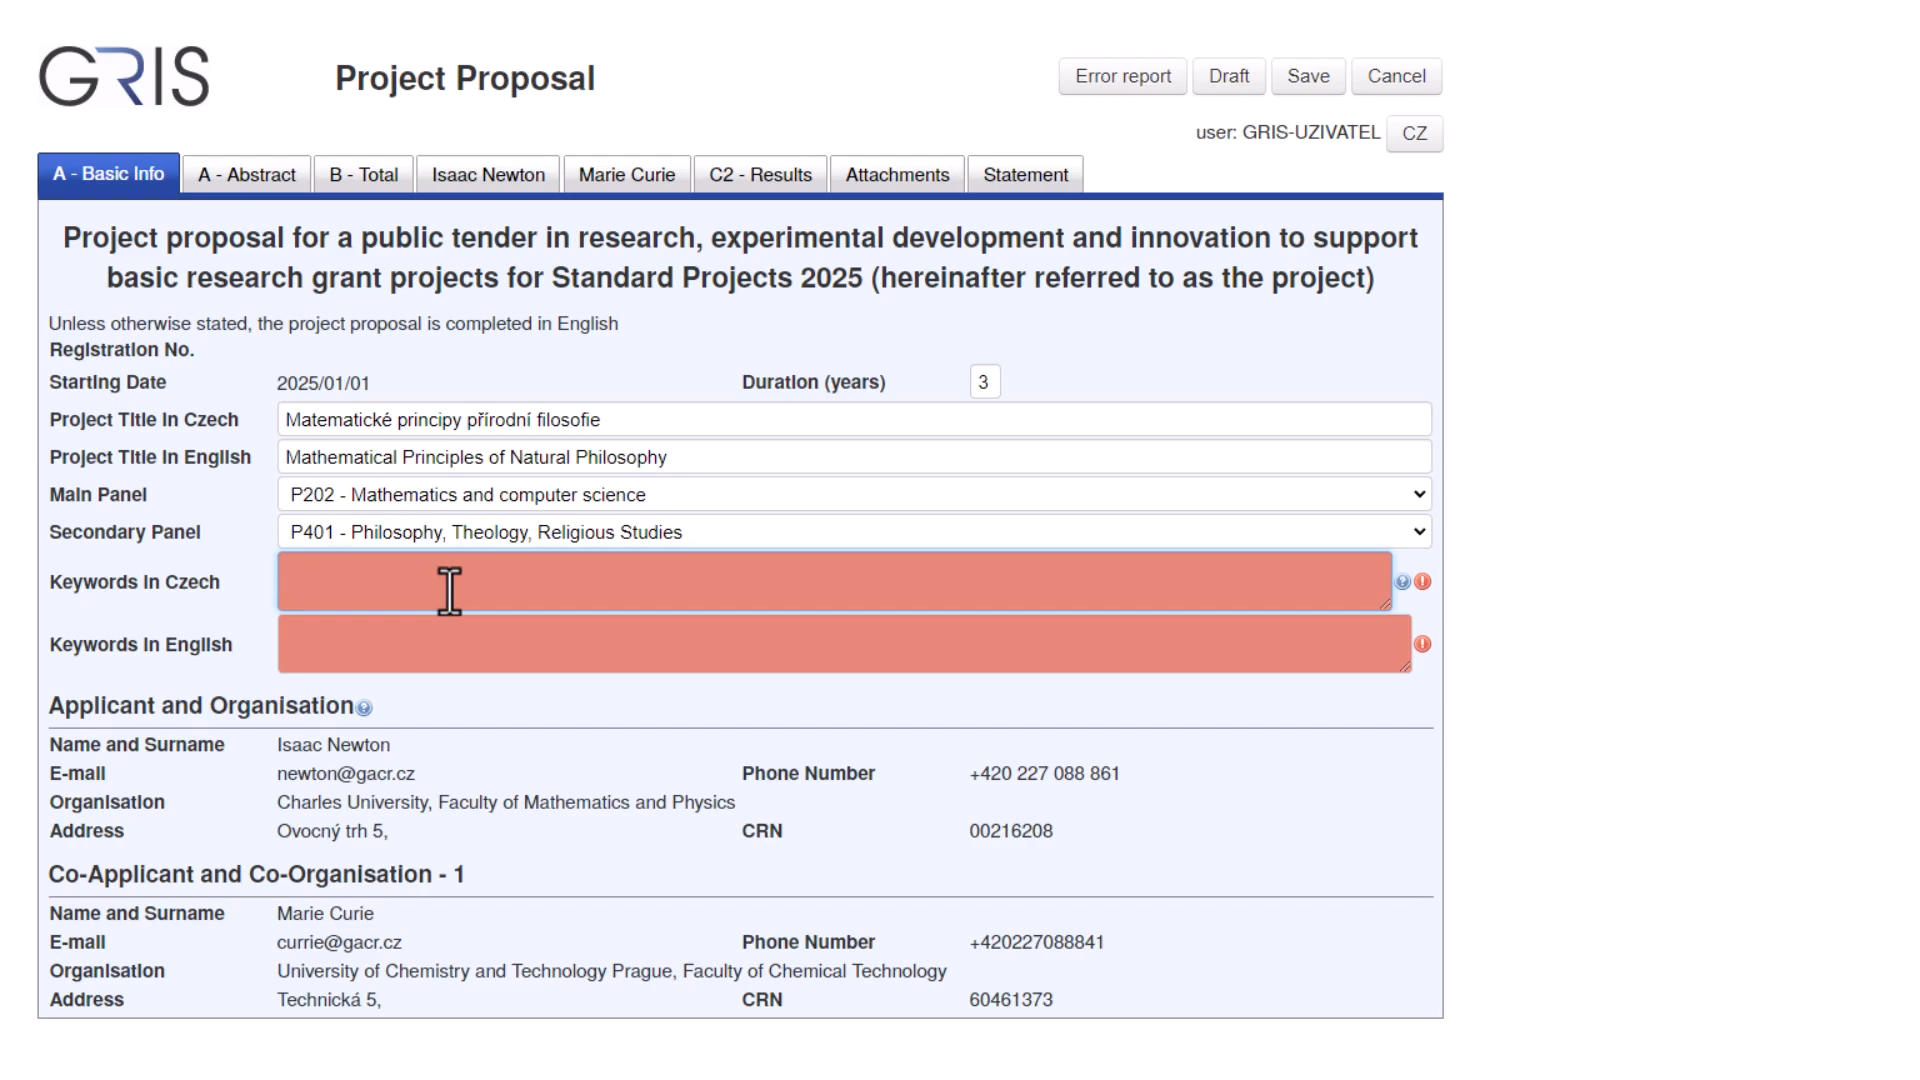 GRIS
Project Proposal
Error report
Draft
Save
Cancel
user: GRIS-UZIVATEL
CZ
A - Basic Info
A - Abstract
B - Total
Isaac Newton
Marie Curie
C2 - Results
Attachments
Statement
Project proposal for a public tender in research, experimental development and innovation to support
basic research grant projects for Standard Projects 2025 (hereinafter referred to as the project)
Unless otherwise stated, the project proposal is completed in English
Registration No.
Starting Date 2025/01/01 Duration (years) 3
Project Title in Czech Matematické principy přírodní filosofie
Project Title in English Mathematical Principles of Natural Philosophy
Main Panel P202 - Mathematics and computer science
Secondary Panel P401 - Philosophy, Theology, Religious Studies
Keywords in Czech
Keywords in English
Applicant and Organisation
Name and Surname Isaac Newton
E-mail newton@gacr.cz Phone Number +420 227 088 861
Organisation Charles University, Faculty of Mathematics and Physics
Address Ovocný trh 5, CRN 00216208
Co-Applicant and Co-Organisation - 1
Name and Surname Marie Curie
E-mail currie@gacr.cz Phone Number +420227088841
Organisation University of Chemistry and Technology Prague, Faculty of Chemical Technology
Address Technická 5, CRN 60461373